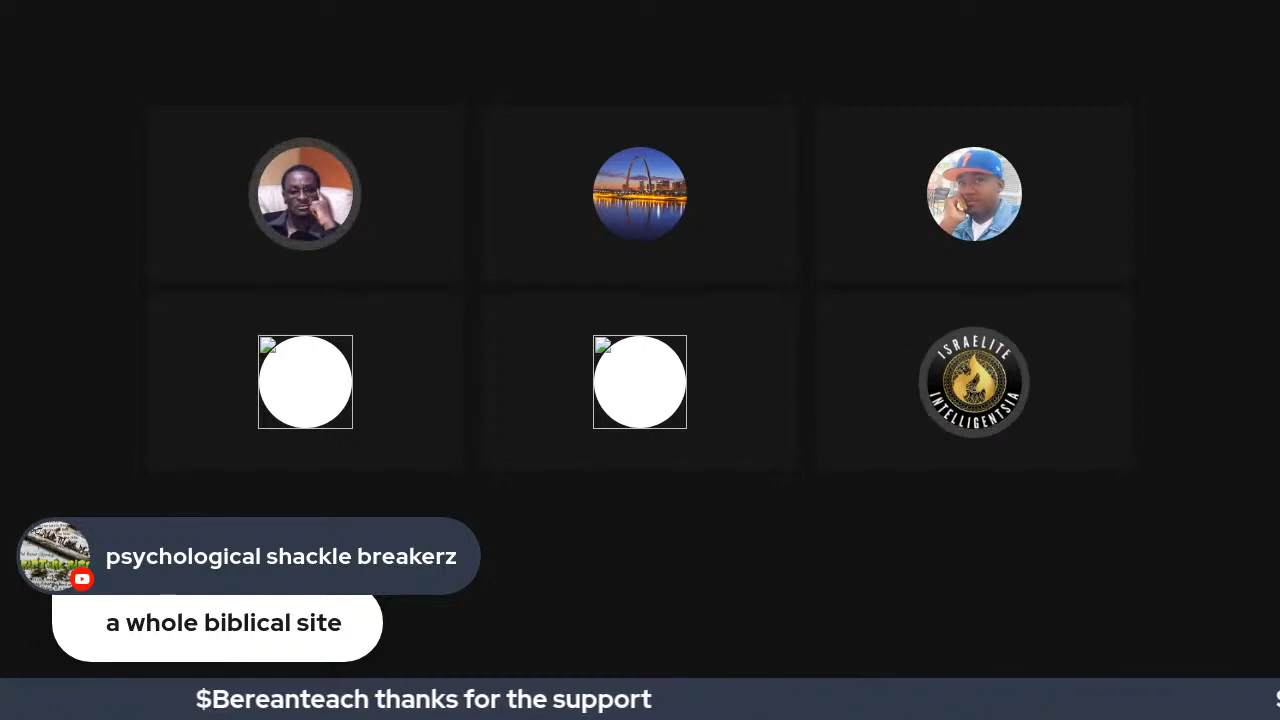 ISRAELITE
INTELLIGENTSIA
psychological shackle breakerz
a whole biblical site
$Bereanteach thanks for the support